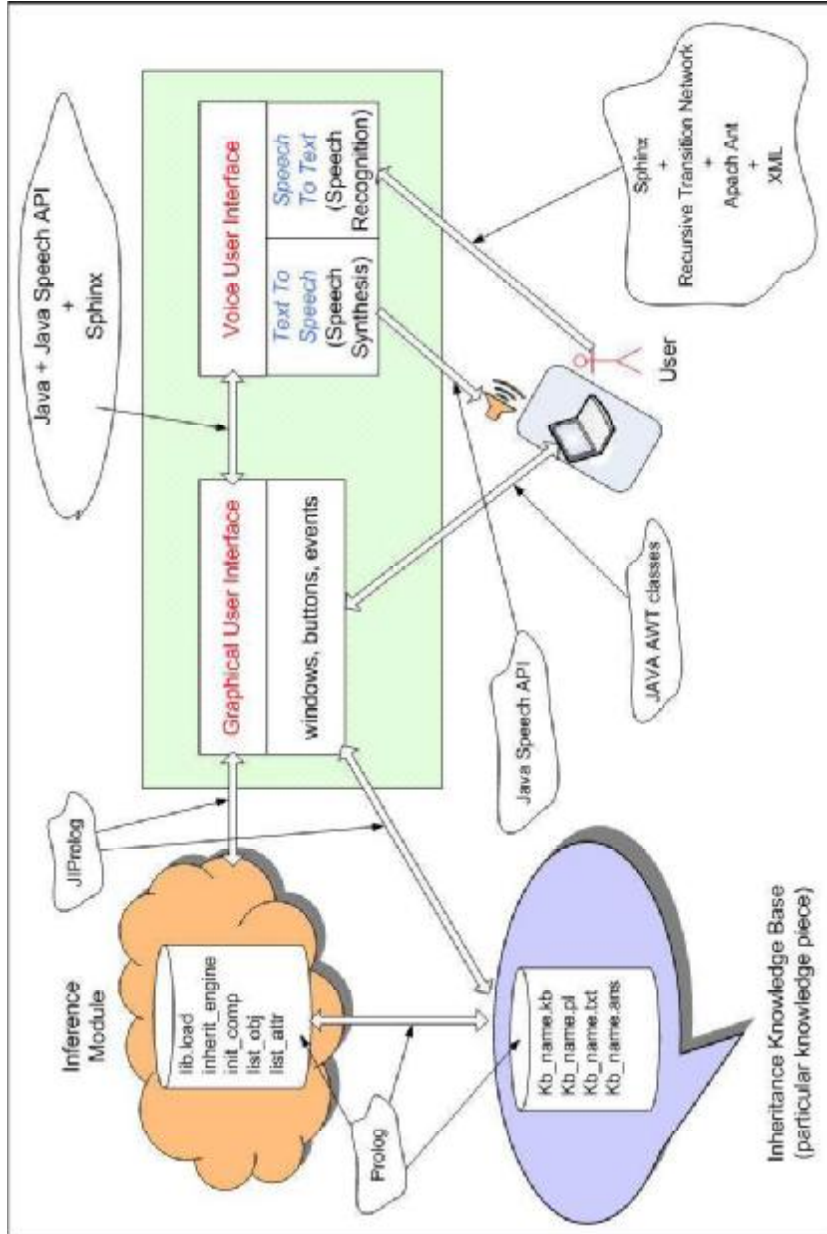 Inference
Module
lib.load
inherit_engine
init_comp
list_obj
list_attr
JIProlog
Java + Java Speech API
+
Sphinx
Graphical User Interface
windows, buttons, events
Voice User Interface
Text To
Speech
(Speech
Synthesis)
Speech
To Text
(Speech
Recognition)
Prolog
Kb_name.kb
Kb_name.pl
Kb_name.txt
Kb_name.ans
Inheritance Knowledge Base
(particular knowledge piece)
Java Speech API
JAVA AWT classes
User
Sphinx
+
Recursive Transition Network
+
Apach Ant
+
XML